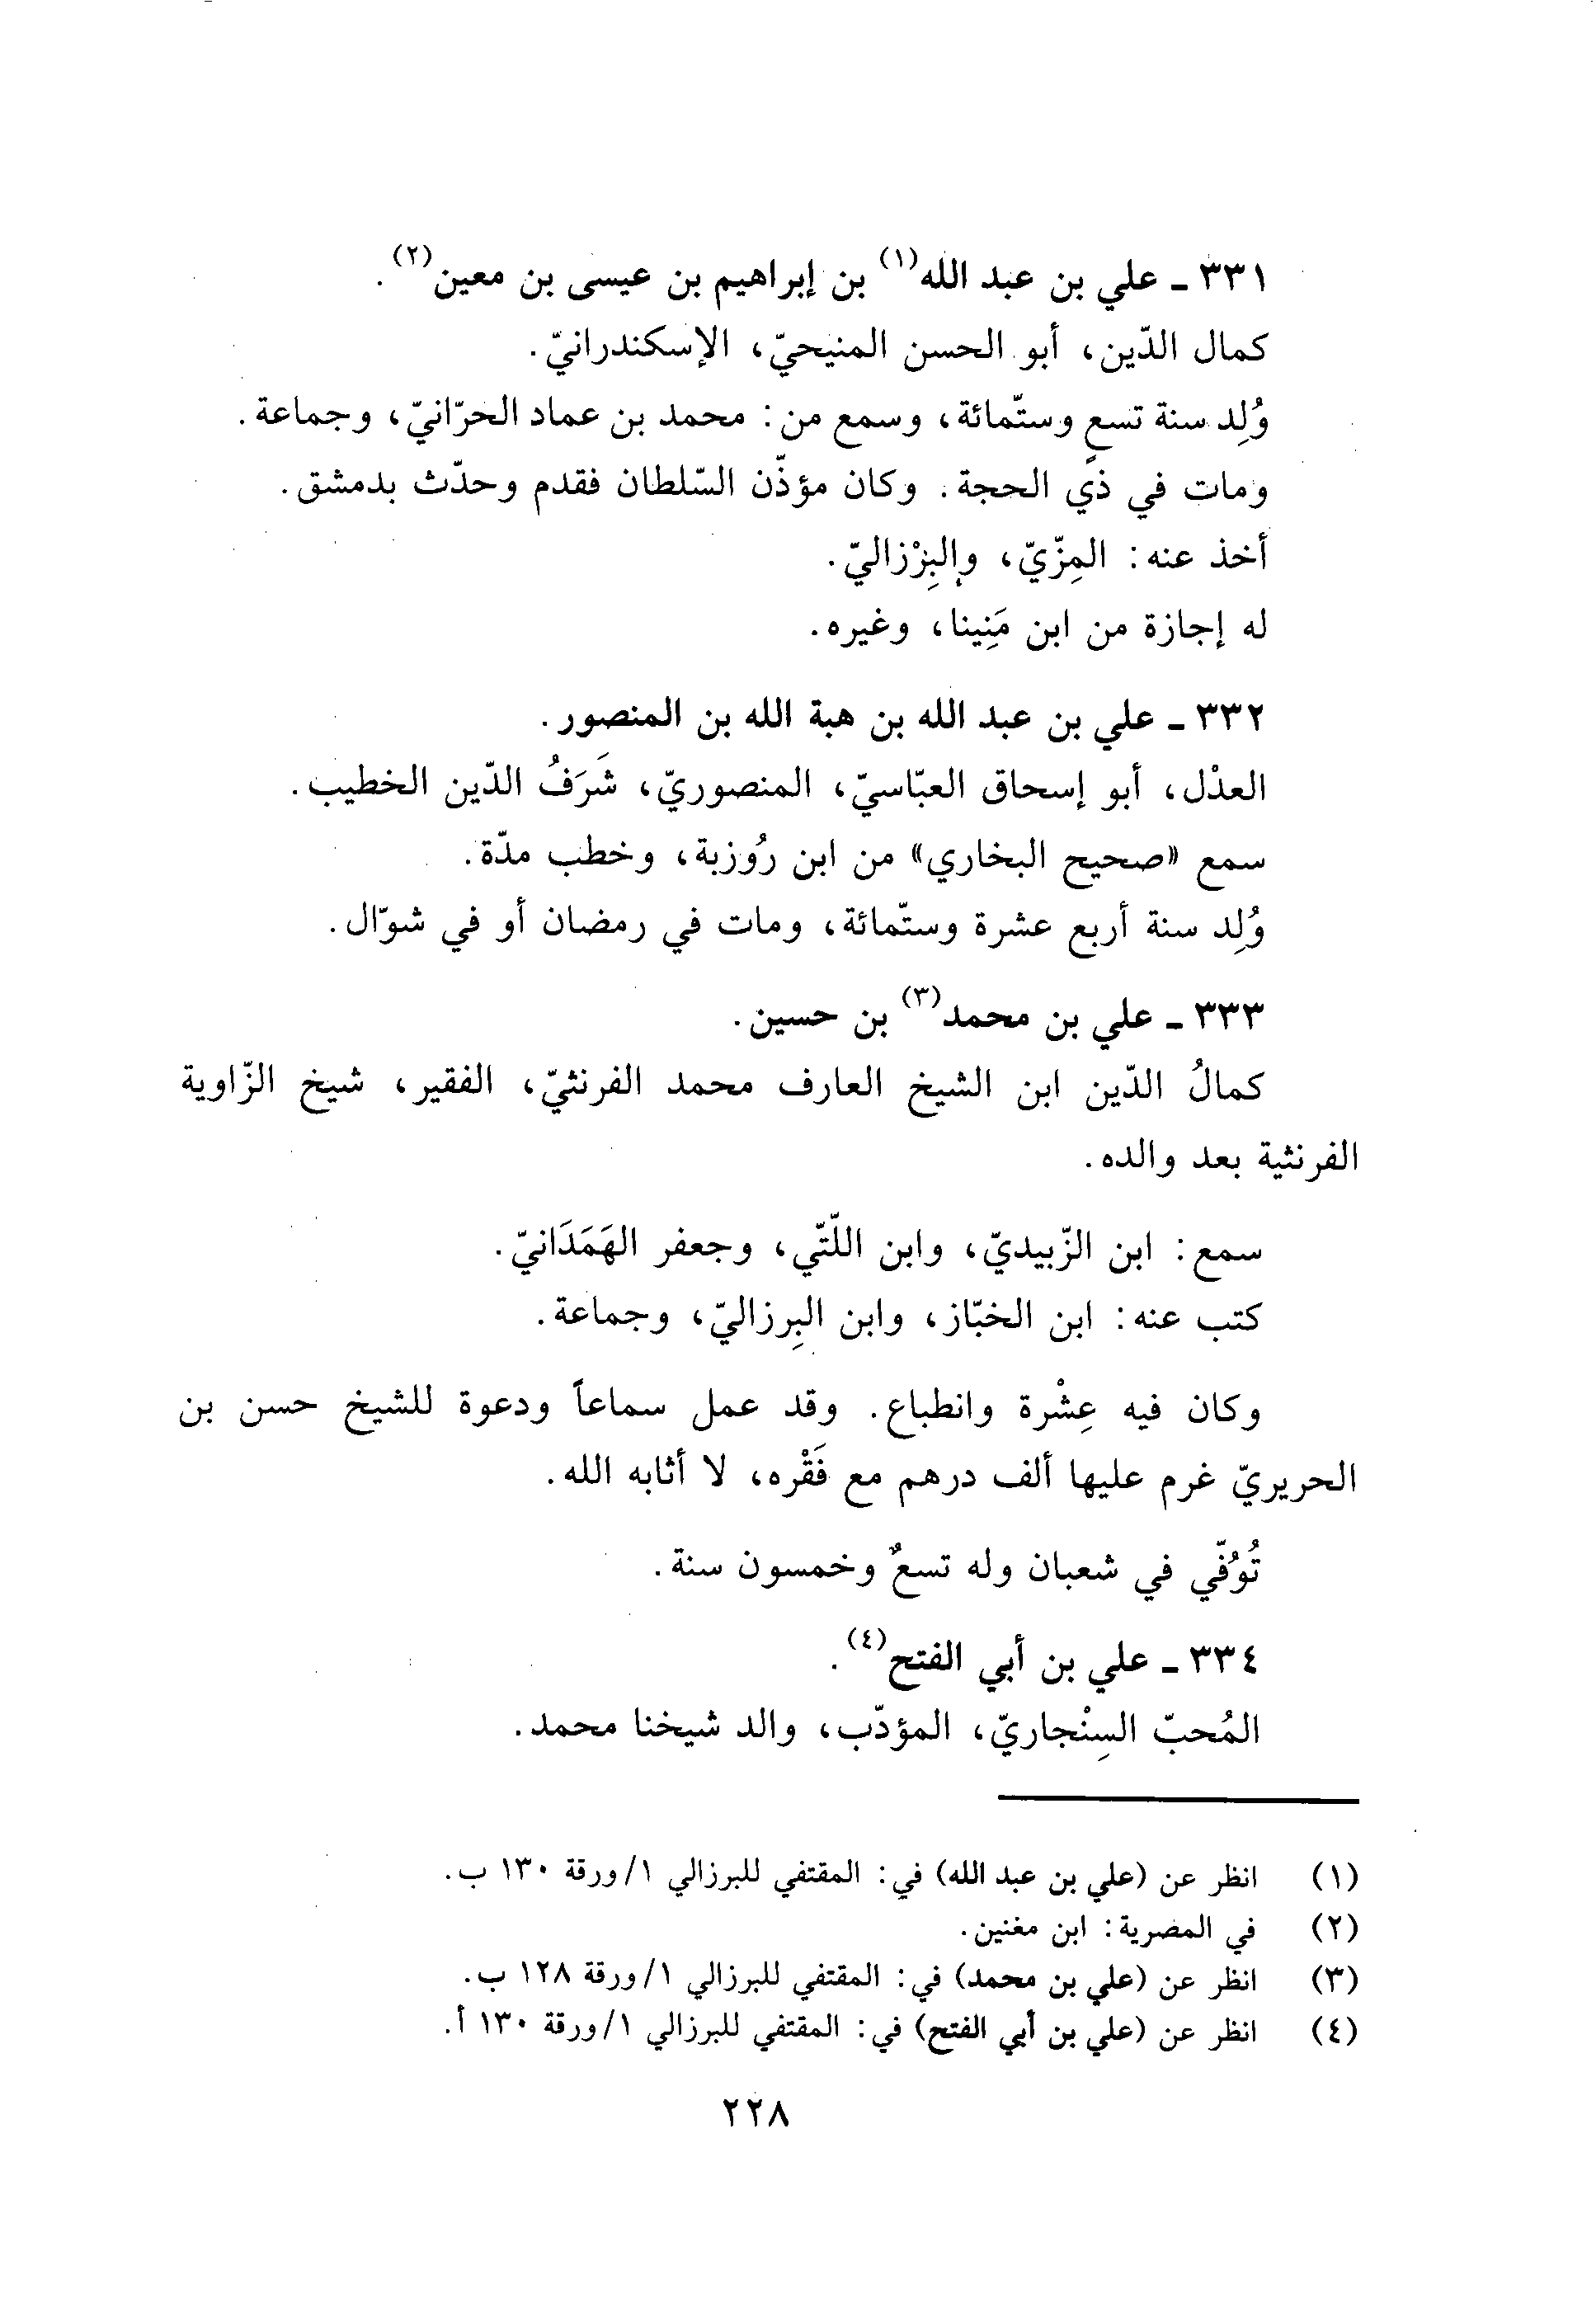 ٣٣١ ـ علي بن عبد الله(١) بن إبراهيم بن عيسى بن معين(٢).
كمال الدّين، أبو الحسن المنيحيّ، الإسكندرانيّ.
وُلِد سنة تسعٍ وستّمائة، وسمع من: محمد بن عماد الحرّانيّ، وجماعة.
ومات في ذي الحجة. وكان مؤذّن السّلطان فقدم وحدّث بدمشق.
أخذ عنه: المِزّيّ، والبِرْزاليّ.
له إجازة من ابن مَنِينا، وغيره.
٣٣٢ ـ علي بن عبد الله بن هبة الله بن المنصور.
العدْل، أبو إسحاق العبّاسيّ، المنصوريّ، شَرَفُ الدّين الخطيب.
سمع «صحيح البخاري» من ابن رُوزبة، وخطب مدّة.
وُلِد سنة أربع عشرة وستّمائة، ومات في رمضان أو في شوّال.
٣٣٣ ـ علي بن محمد(٣) بن حسين.
كمالُ الدّين ابن الشيخ العارف محمد الفرنثيّ، الفقير، شيخ الزّاوية
الفرنثية بعد والده.
سمع: ابن الزّبيديّ، وابن اللّتّي، وجعفر الهَمَدَانيّ.
كتب عنه: ابن الخبّاز، وابن البِرزاليّ، وجماعة.
وكان فيه عِشْرة وانطباع. وقد عمل سماعاً ودعوة للشيخ حسن بن
الحريريّ غرم عليها ألف درهم مع فَقْره، لا أثابه الله.
تُوُفّي في شعبان وله تسعٌ وخمسون سنة.
٣٣٤ ـ علي بن أبي الفتح(٤).
المُحبّ السِنْجاريّ، المؤدّب، والد شيخنا محمد.
(١) انظر عن (علي بن عبد الله) في: المقتفي للبرزالي ١/ورقة ١٣٠ ب.
(٢) في المصرية: ابن مغنين.
(٣) انظر عن (علي بن محمد) في: المقتفي للبرزالي ١/ورقة ١٢٨ ب.
(٤) انظر عن (علي بن أبي الفتح) في: المقتفي للبرزالي ١/ورقة ١٣٠ أ.
٢٢٨